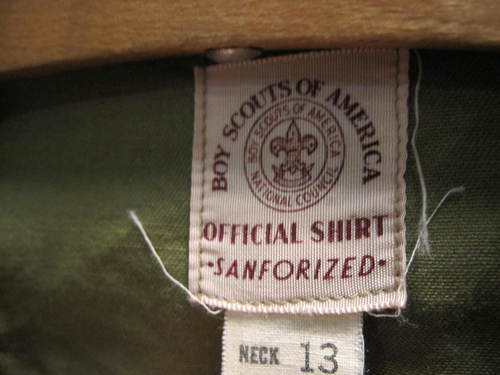 BOY SCOUTS OF AMERICA
BOY SCOUTS OF AMERICA
NATIONAL COUNCIL
OFFICIAL SHIRT
•SANFORIZED•
NECK 13